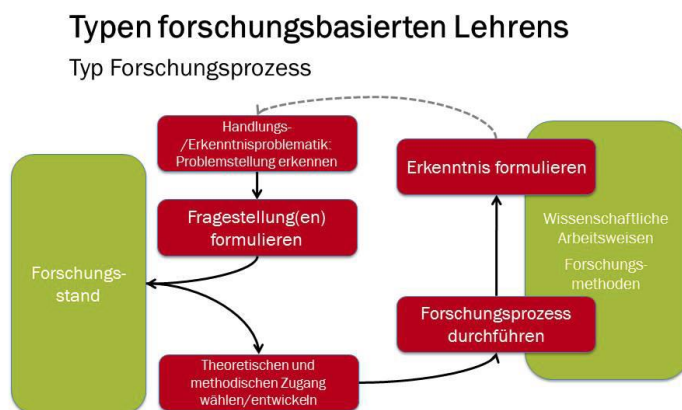 Typen forschungsbasierten Lehrens
Typ Forschungsprozess
Handlungs-
/Erkenntnisproblematik:
Problemstellung erkennen
Fragestellung(en)
formulieren
Forschungs-
stand
Theoretischen und
methodischen Zugang
wählen/entwickeln
Erkenntnis formulieren
Wissenschaftliche
Arbeitsweisen
Forschungs-
methoden
Forschungsprozess
durchführen